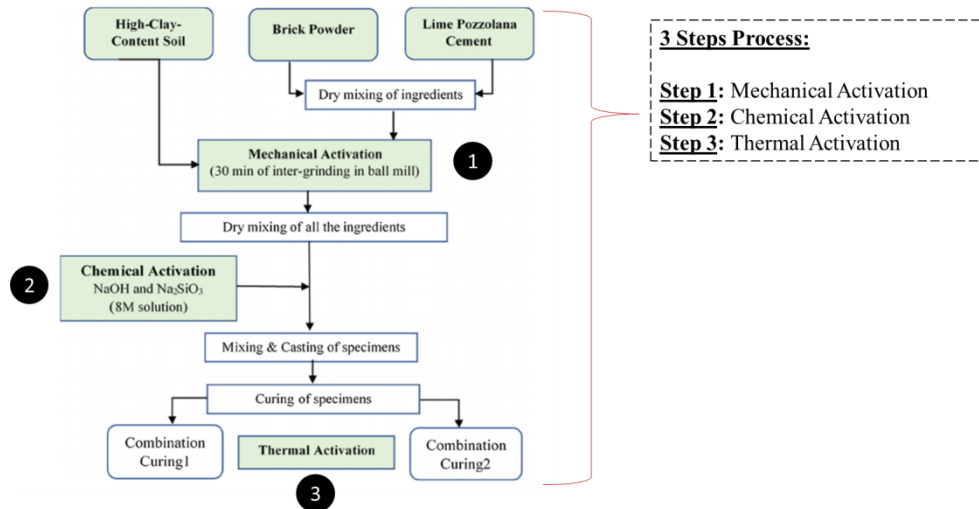 High-Clay-
Content Soil
Brick Powder
Lime Pozzolana
Cement
Dry mixing of ingredients
Mechanical Activation
(30 min of inter-grinding in ball mill)
1
Dry mixing of all the ingredients
2
Chemical Activation
NaOH and Na₂SiO₃
(8M solution)
Mixing & Casting of specimens
Curing of specimens
Combination
Curing1
Thermal Activation
Combination
Curing2
3
3 Steps Process:
Step 1: Mechanical Activation
Step 2: Chemical Activation
Step 3: Thermal Activation